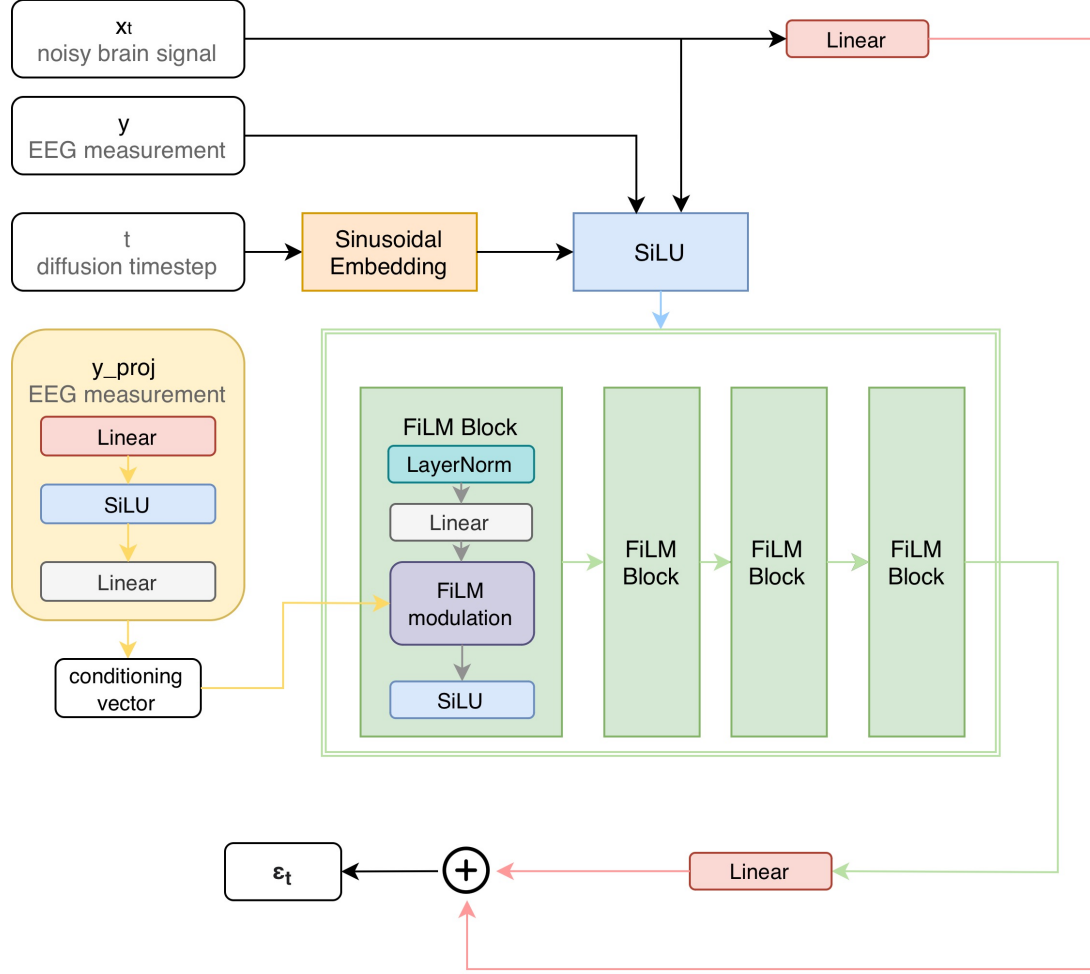 xt
noisy brain signal
Linear
y
EEG measurement
t
diffusion timestep
Sinusoidal
Embedding
SiLU
y_proj
EEG measurement
Linear
SiLU
Linear
conditioning
vector
FiLM Block
LayerNorm
Linear
FiLM
modulation
SiLU
FiLM
Block
FiLM
Block
FiLM
Block
εt
+
Linear